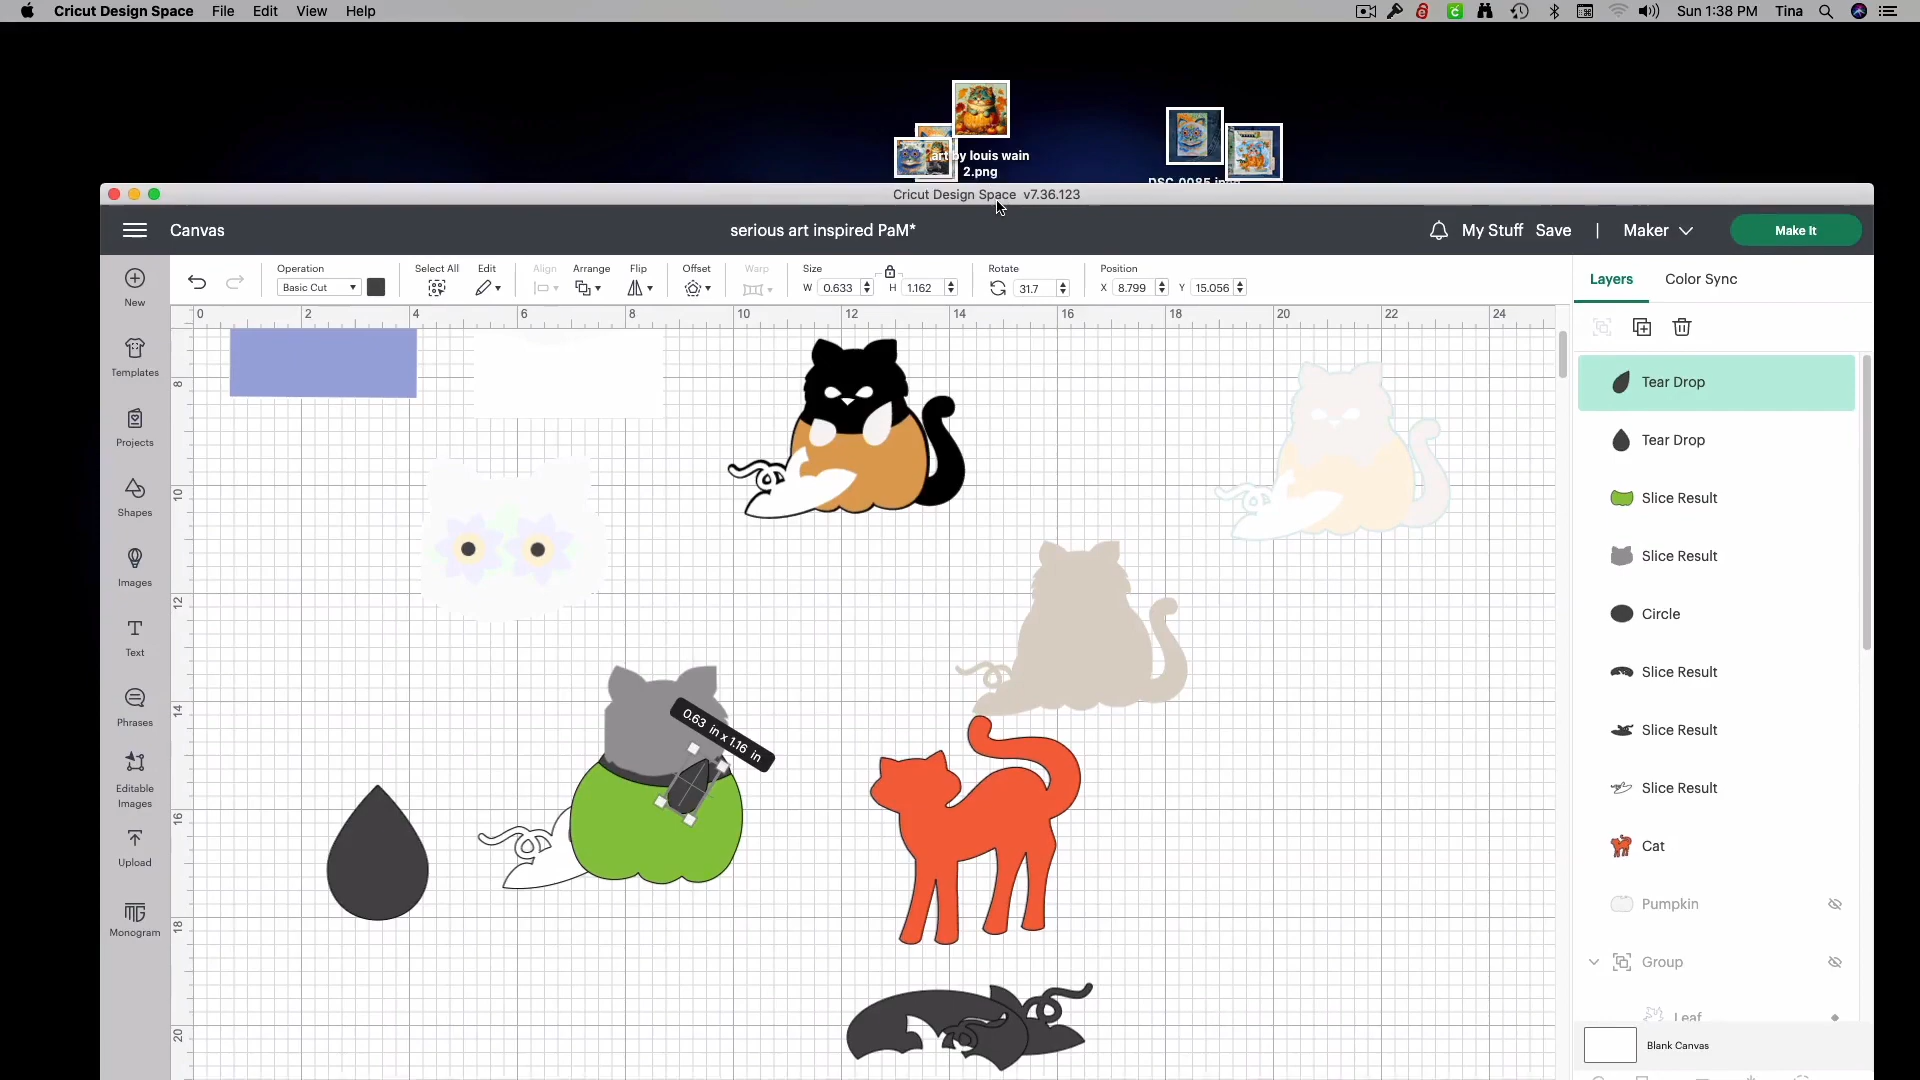 Cricut Design Space File Edit View Help Sun 1:38 PM Tina
art by louis wain
2.png
Cricut Design Space v7.36.123
Canvas
serious art inspired PaM*
My Stuff Save | Maker
Make It
New
Templates
Projects
Shapes
Images
Text
Phrases
Editable
Images
Upload
Monogram
Operation
Basic Cut
Select All
Edit
Align
Arrange
Flip
Offset
Warp
Size
W 0.633 H 1.162
Rotate
31.7
Position
X 8.799 Y 15.056
Layers Color Sync
0 2 4 6 8 10 12 14 16 18 20 22 24
8
10
12
14
16
18
20
0.63 in x 1.16 in
Tear Drop
Tear Drop
Slice Result
Slice Result
Circle
Slice Result
Slice Result
Slice Result
Cat
Pumpkin
Group
Leaf
Blank Canvas